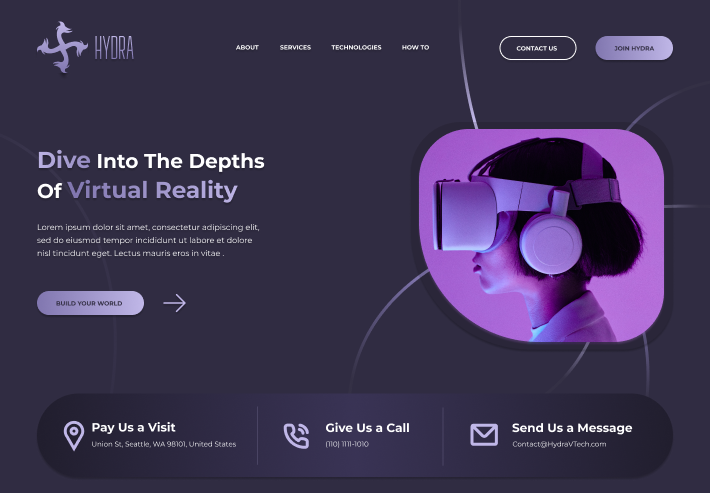 HYDRA
ABOUT SERVICES TECHNOLOGIES HOW TO CONTACT US JOIN HYDRA
Dive Into The Depths
Of Virtual Reality
Lorem ipsum dolor sit amet, consectetur adipiscing elit,
sed do eiusmod tempor incididunt ut labore et dolore
nisl tincidunt eget. Lectus mauris eros in vitae .
BUILD YOUR WORLD
Pay Us a Visit
Union St, Seattle, WA 98101, United States
Give Us a Call
(110) 1111-1010
Send Us a Message
Contact@HydraVTech.com